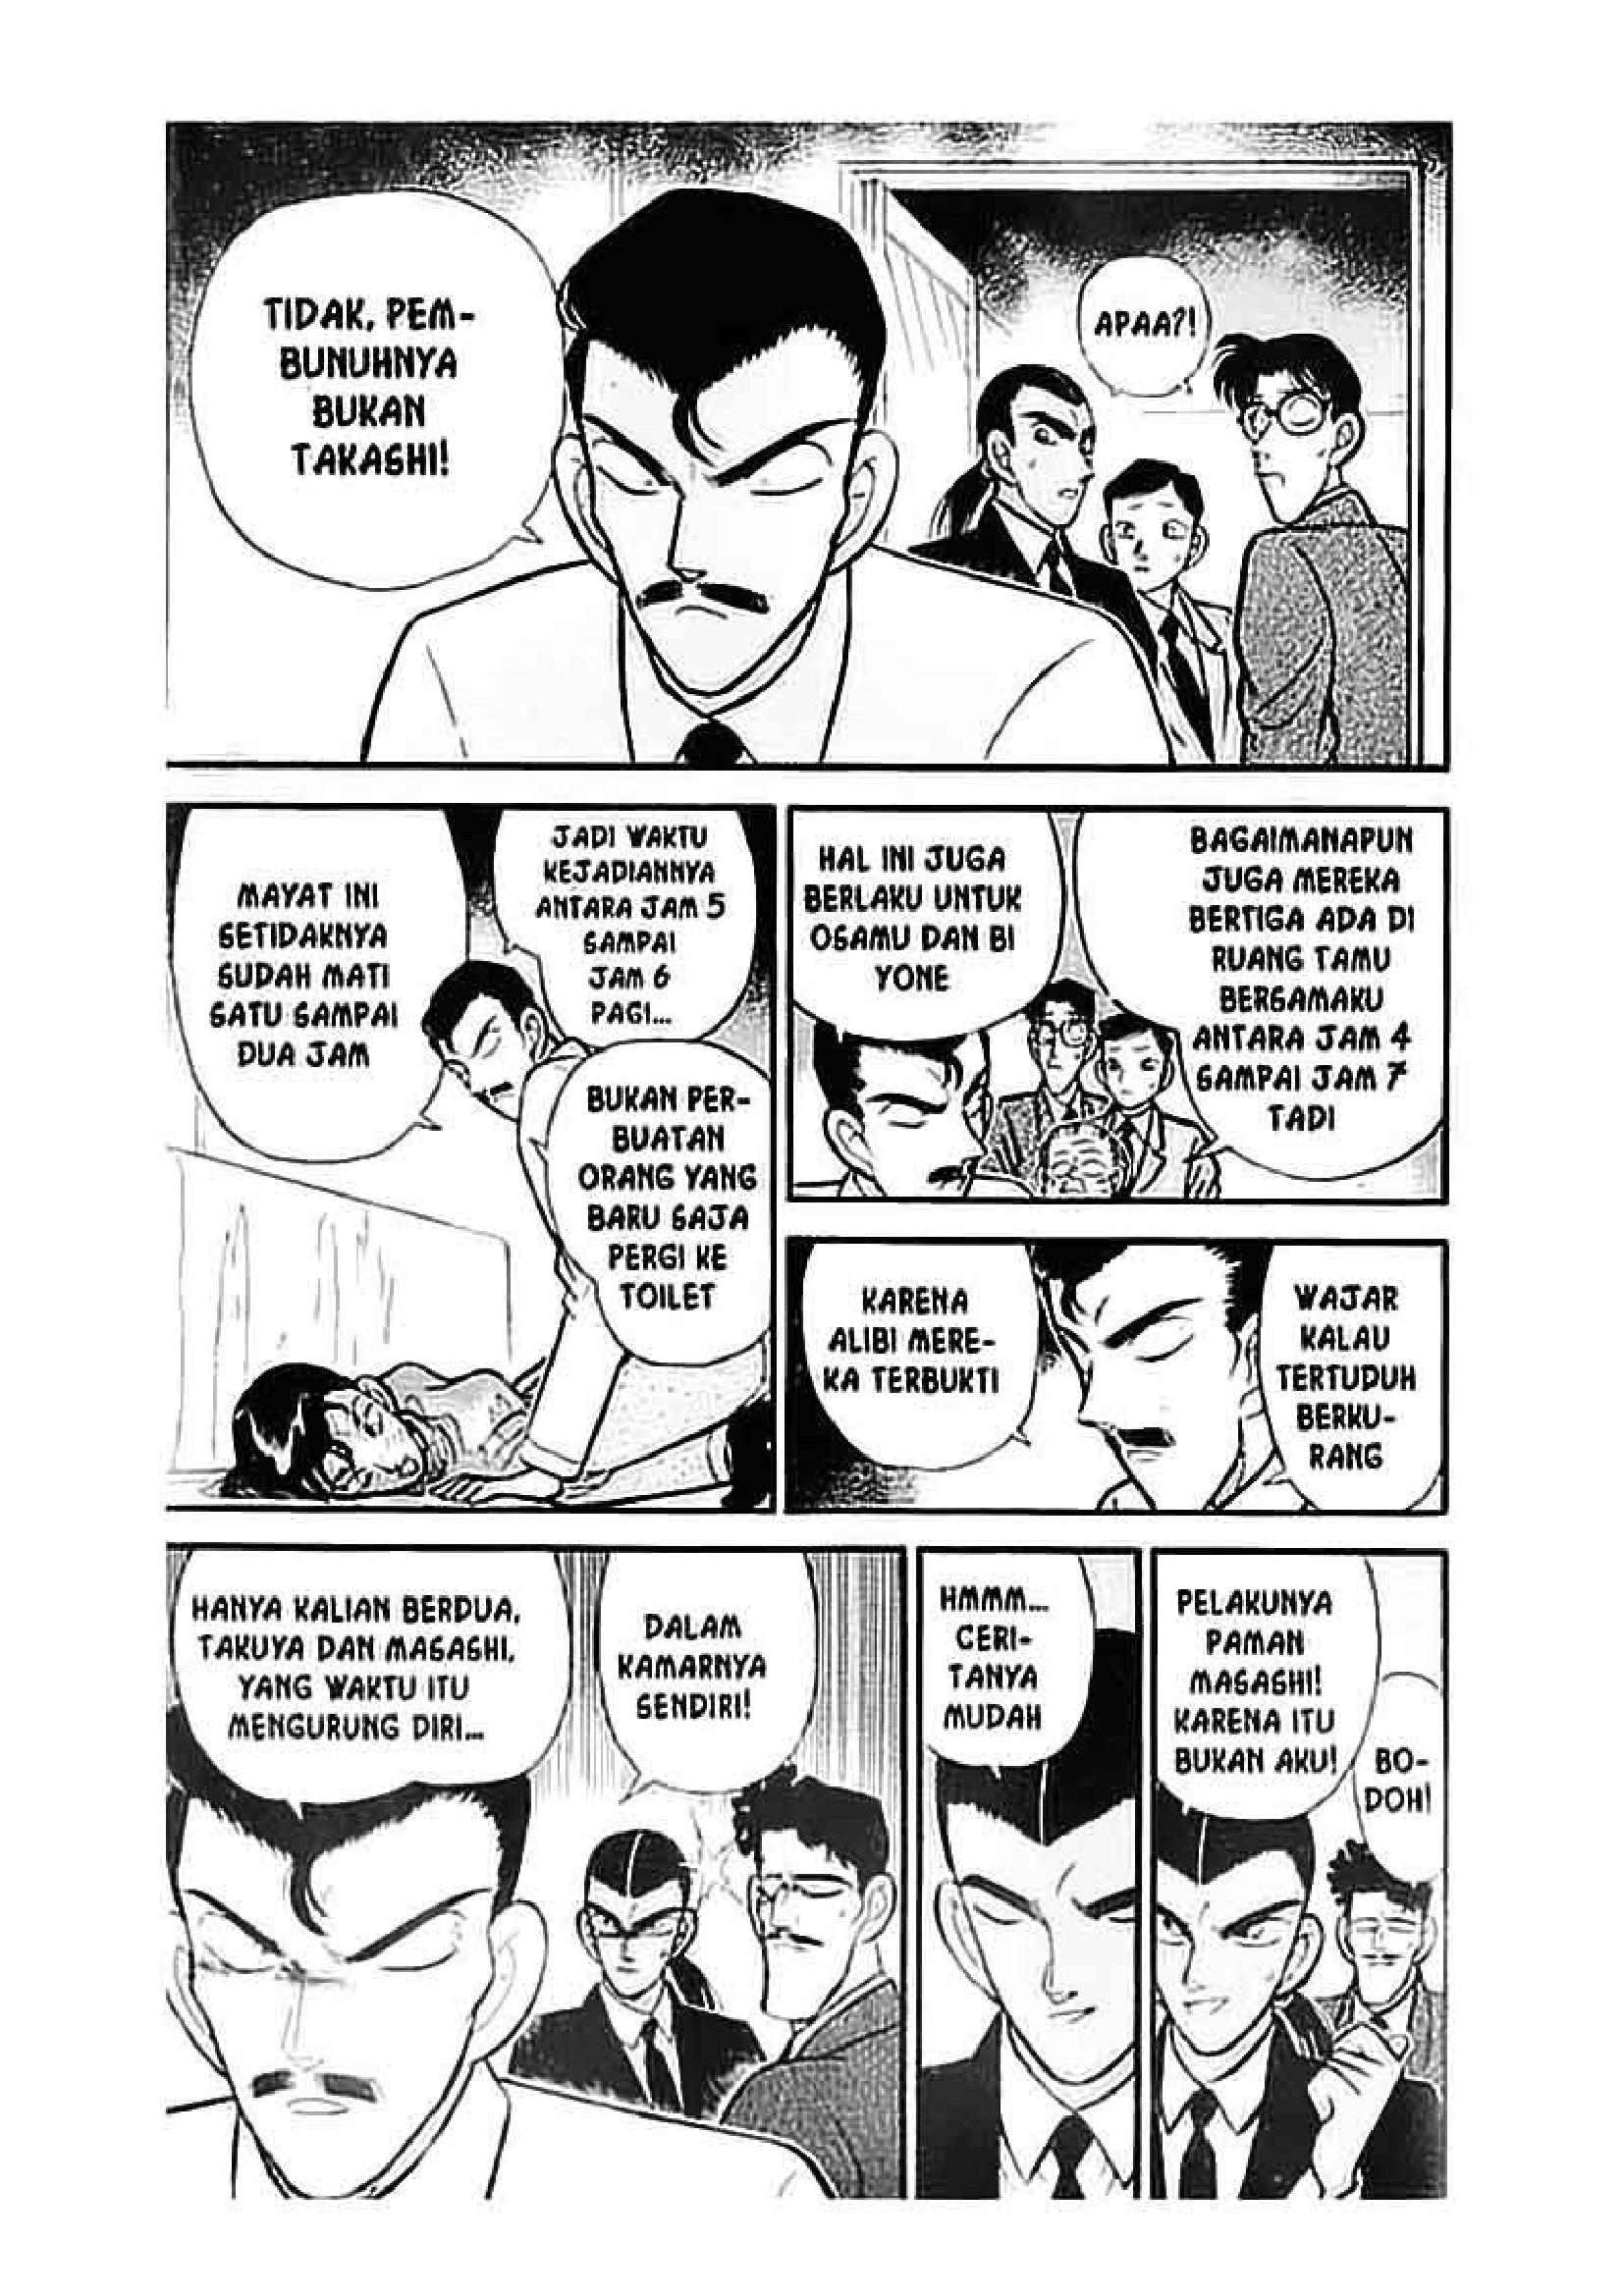 TIDAK, PEM-
BUNUHNYA
BUKAN
TAKASHI!
APAA?!
MAYAT INI
SETIDAKNYA
SUDAH MATI
SATU SAMPAI
DUA JAM
JADI WAKTU
KEJADIANNYA
ANTARA JAM 5
SAMPAI
JAM 6
PAGI...
BUKAN PER-
BUATAN
ORANG YANG
BARU SAJA
PERGI KE
TOILET
HAL INI JUGA
BERLAKU UNTUK
OSAMU DAN BI
YONE
BAGAIMANAPUN
JUGA MEREKA
BERTIGA ADA DI
RUANG TAMU
BERSAMAKU
ANTARA JAM 4
SAMPAI JAM 7
TADI
KARENA
ALIBI MERE-
KA TERBUKTI
WAJAR
KALAU
TERTUDUH
BERKU-
RANG
HANYA KALIAN BERDUA,
TAKUYA DAN MASASHI,
YANG WAKTU ITU
MENGURUNG DIRI...
DALAM
KAMARNYA
SENDIRI!
HMMM...
CERI-
TANYA
MUDAH
PELAKUNYA
PAMAN
MASASHI!
KARENA ITU
BUKAN AKU!
BO-
DOH!